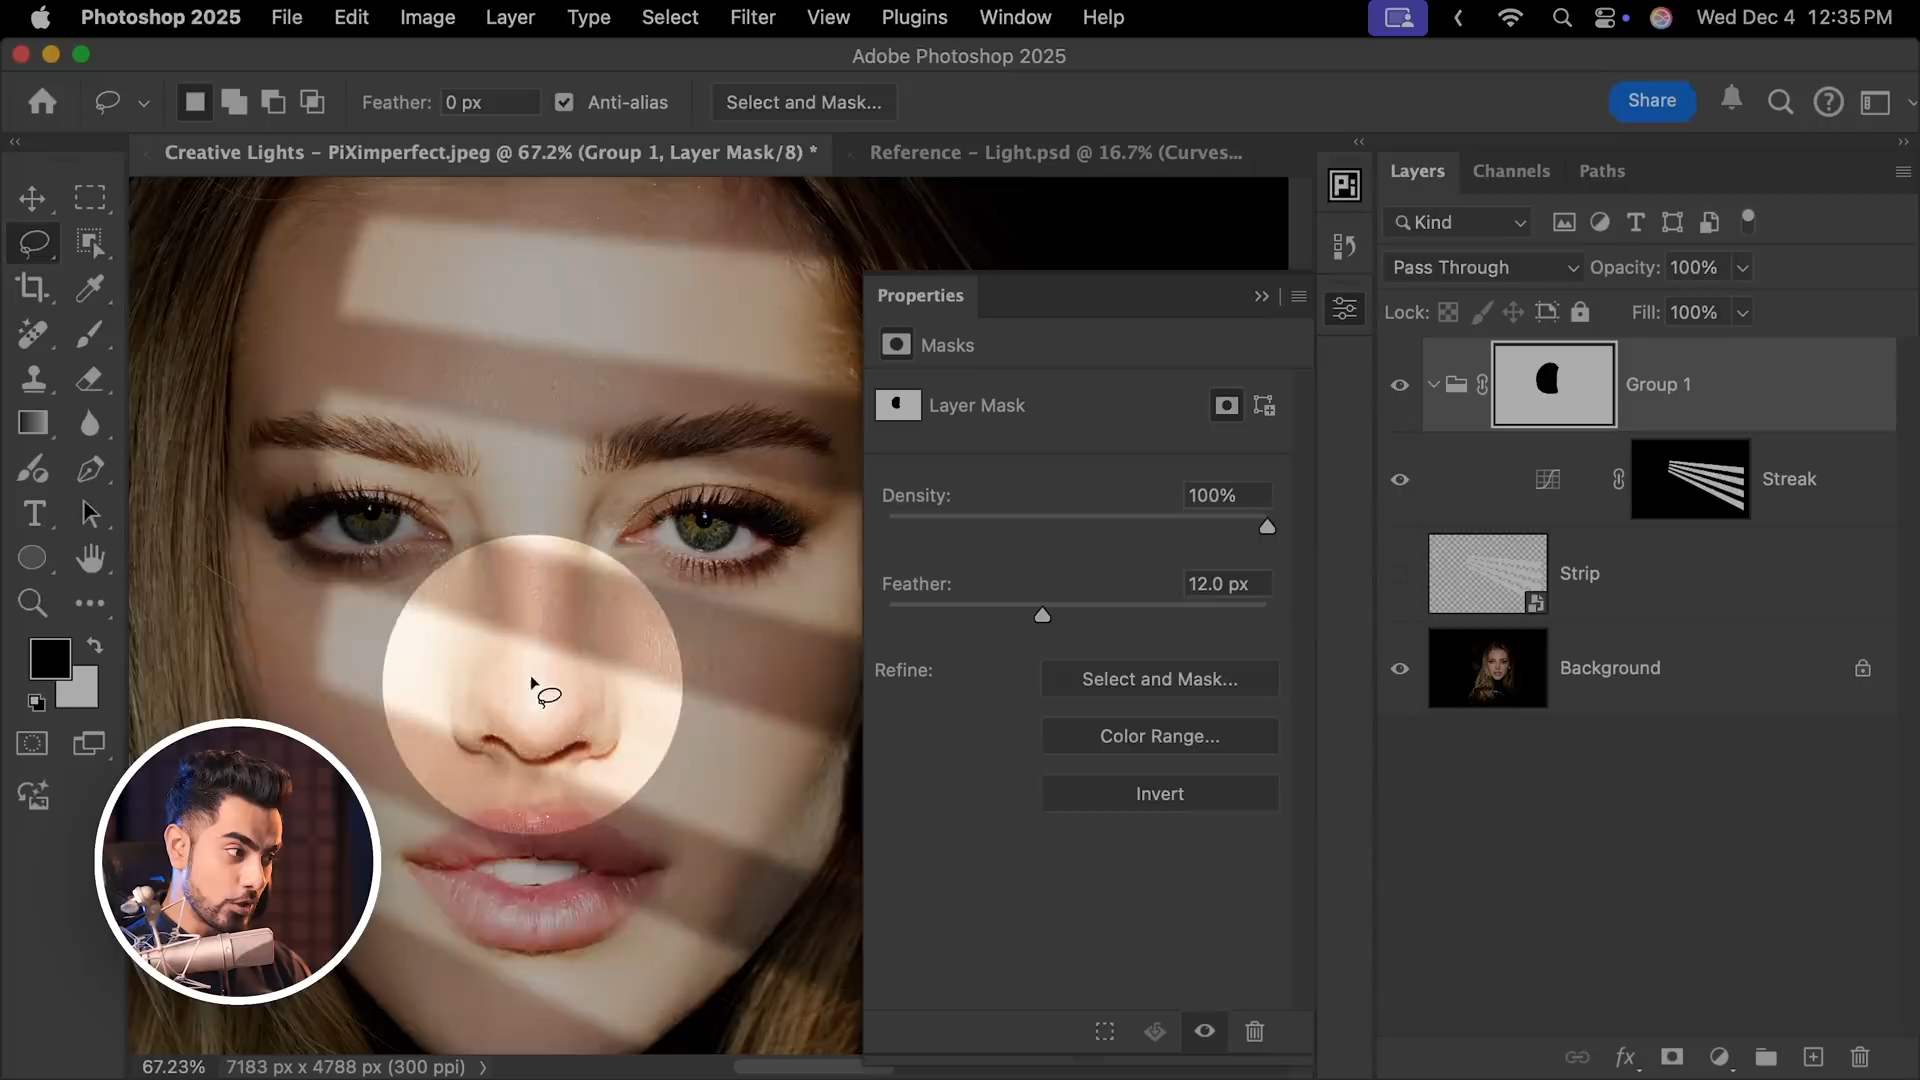 Photoshop 2025 File Edit Image Layer Type Select Filter View Plugins Window Help Wed Dec 4 12:35 PM
Adobe Photoshop 2025
Feather: 0 px Anti-alias Select and Mask... Share
Creative Lights – PiXimperfect.jpeg @ 67.2% (Group 1, Layer Mask/8) * Reference – Light.psd @ 16.7% (Curves...
Layers Channels Paths
Pi
Kind
Pass Through Opacity: 100%
Lock: Fill: 100%
Properties
Masks
Layer Mask
Density: 100%
Feather: 12.0 px
Refine: Select and Mask...
Color Range...
Invert
Group 1
Streak
Strip
Background
67.23% 7183 px x 4788 px (300 ppi)
fx